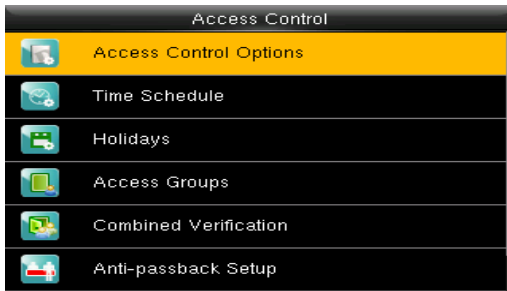 Access Control
Access Control Options
Time Schedule
Holidays
Access Groups
Combined Verification
Anti-passback Setup